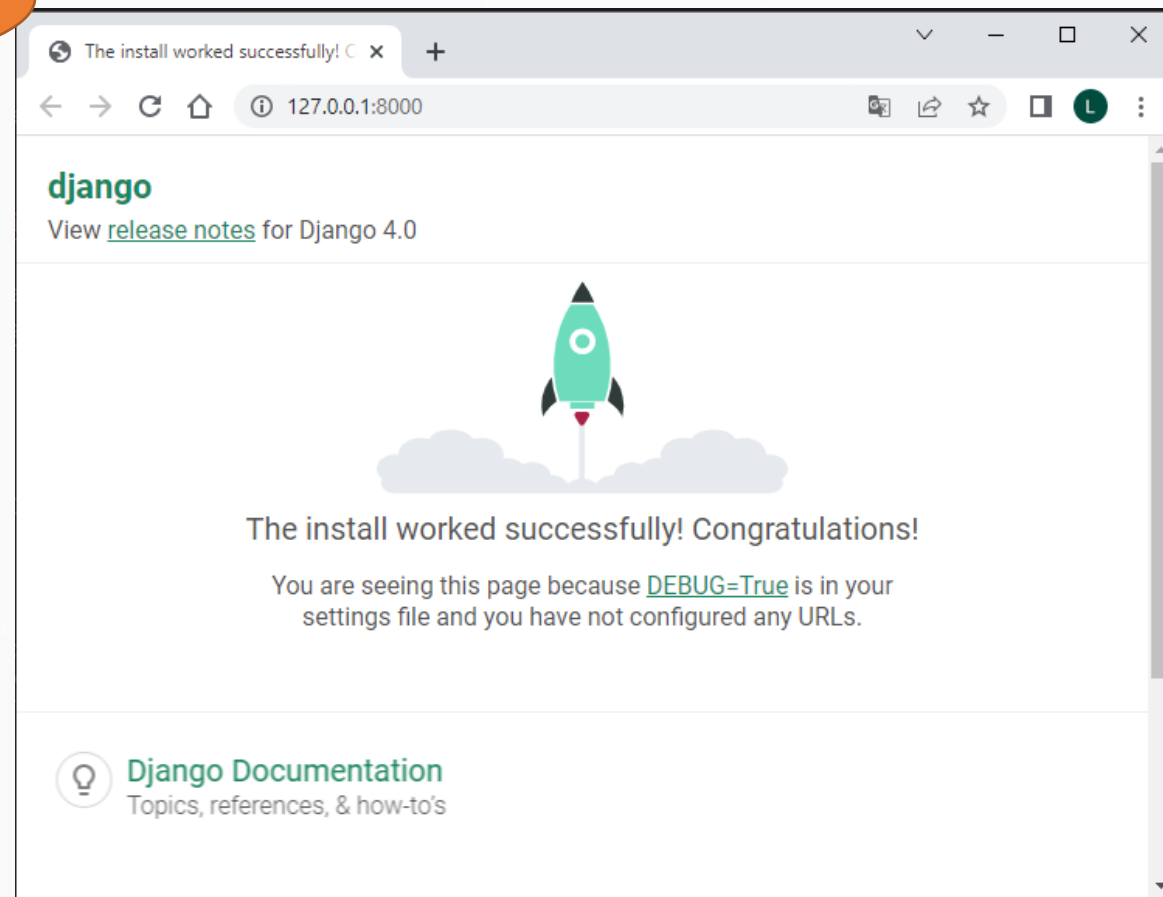 The install worked successfully! C
127.0.0.1:8000
L
django
View release notes for Django 4.0
The install worked successfully! Congratulations!
You are seeing this page because DEBUG=True is in your
settings file and you have not configured any URLs.
Django Documentation
Topics, references, & how-to's